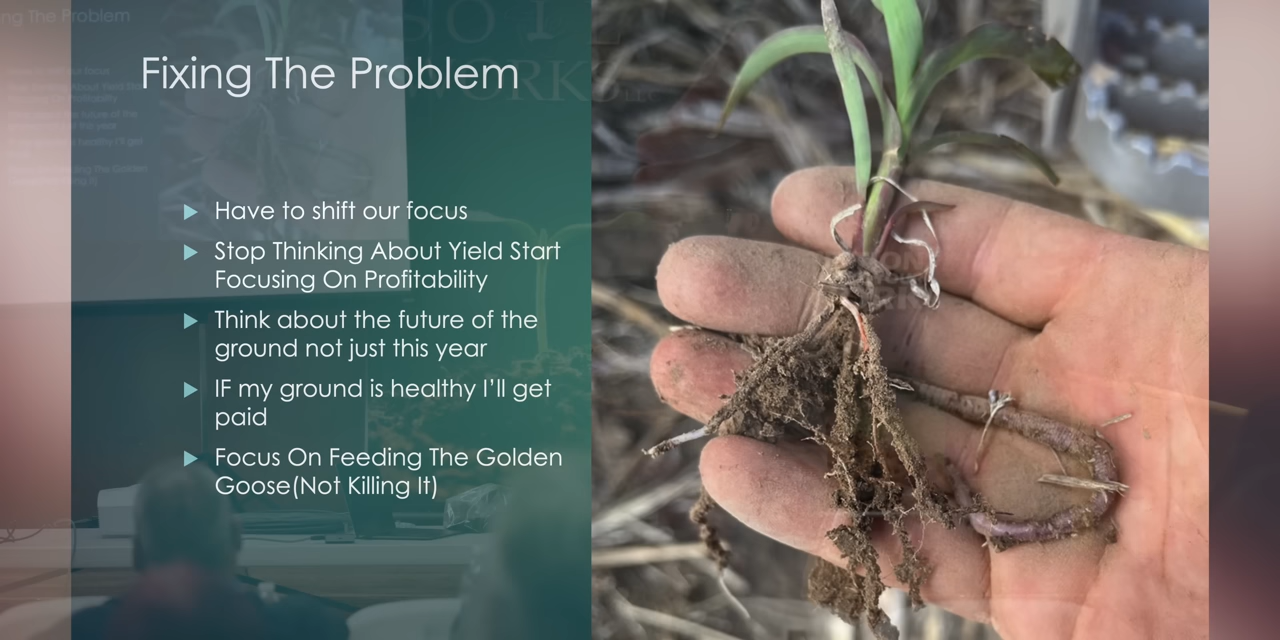 Fixing The Problem
Have to shift our focus
Stop Thinking About Yield Start
Focusing On Profitability
Think about the future of the
ground not just this year
IF my ground is healthy I'll get
paid
Focus On Feeding The Golden
Goose(Not Killing It)